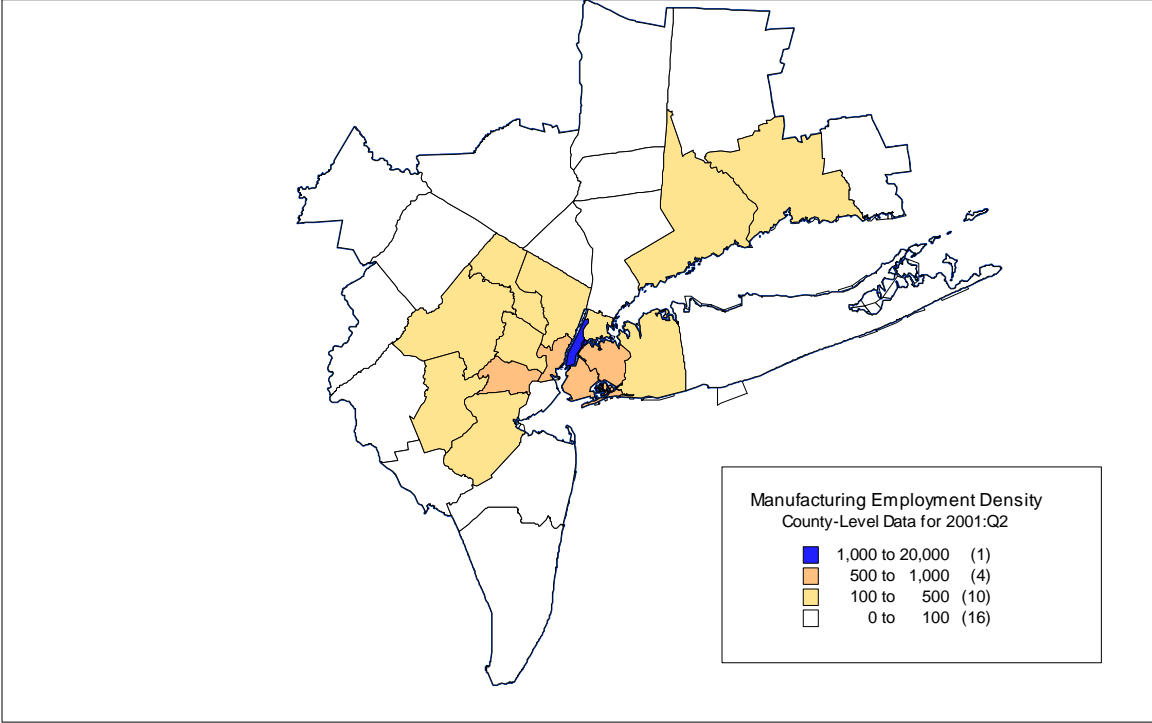 Manufacturing Employment Density
County-Level Data for 2001:Q2
1,000 to 20,000 (1)
500 to 1,000 (4)
100 to 500 (10)
0 to 100 (16)